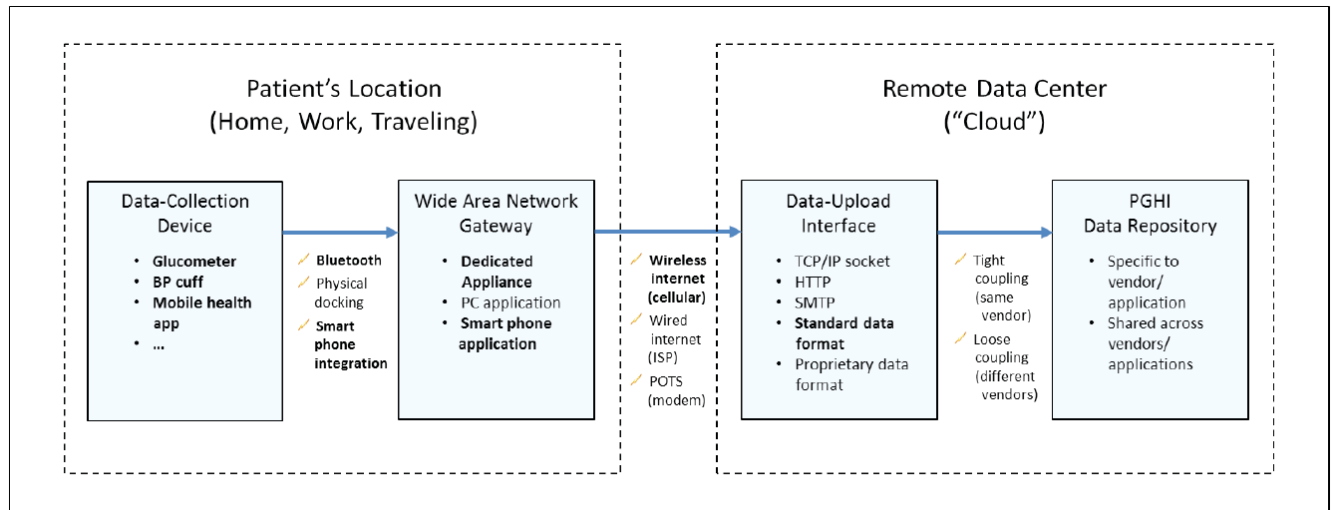 Patient's Location
(Home, Work, Traveling)
Remote Data Center
("Cloud")
Data-Collection
Device
• Glucometer
• BP cuff
• Mobile health
app
• ...
Bluetooth
Physical
docking
Smart
phone
integration
Wide Area Network
Gateway
• Dedicated
Appliance
• PC application
• Smart phone
application
Wireless
internet
(cellular)
Wired
internet
(ISP)
POTS
(modem)
Data-Upload
Interface
• TCP/IP socket
• HTTP
• SMTP
• Standard data
format
• Proprietary data
format
Tight
coupling
(same
vendor)
Loose
coupling
(different
vendors)
PGHI
Data Repository
• Specific to
vendor/
application
• Shared across
vendors/
applications